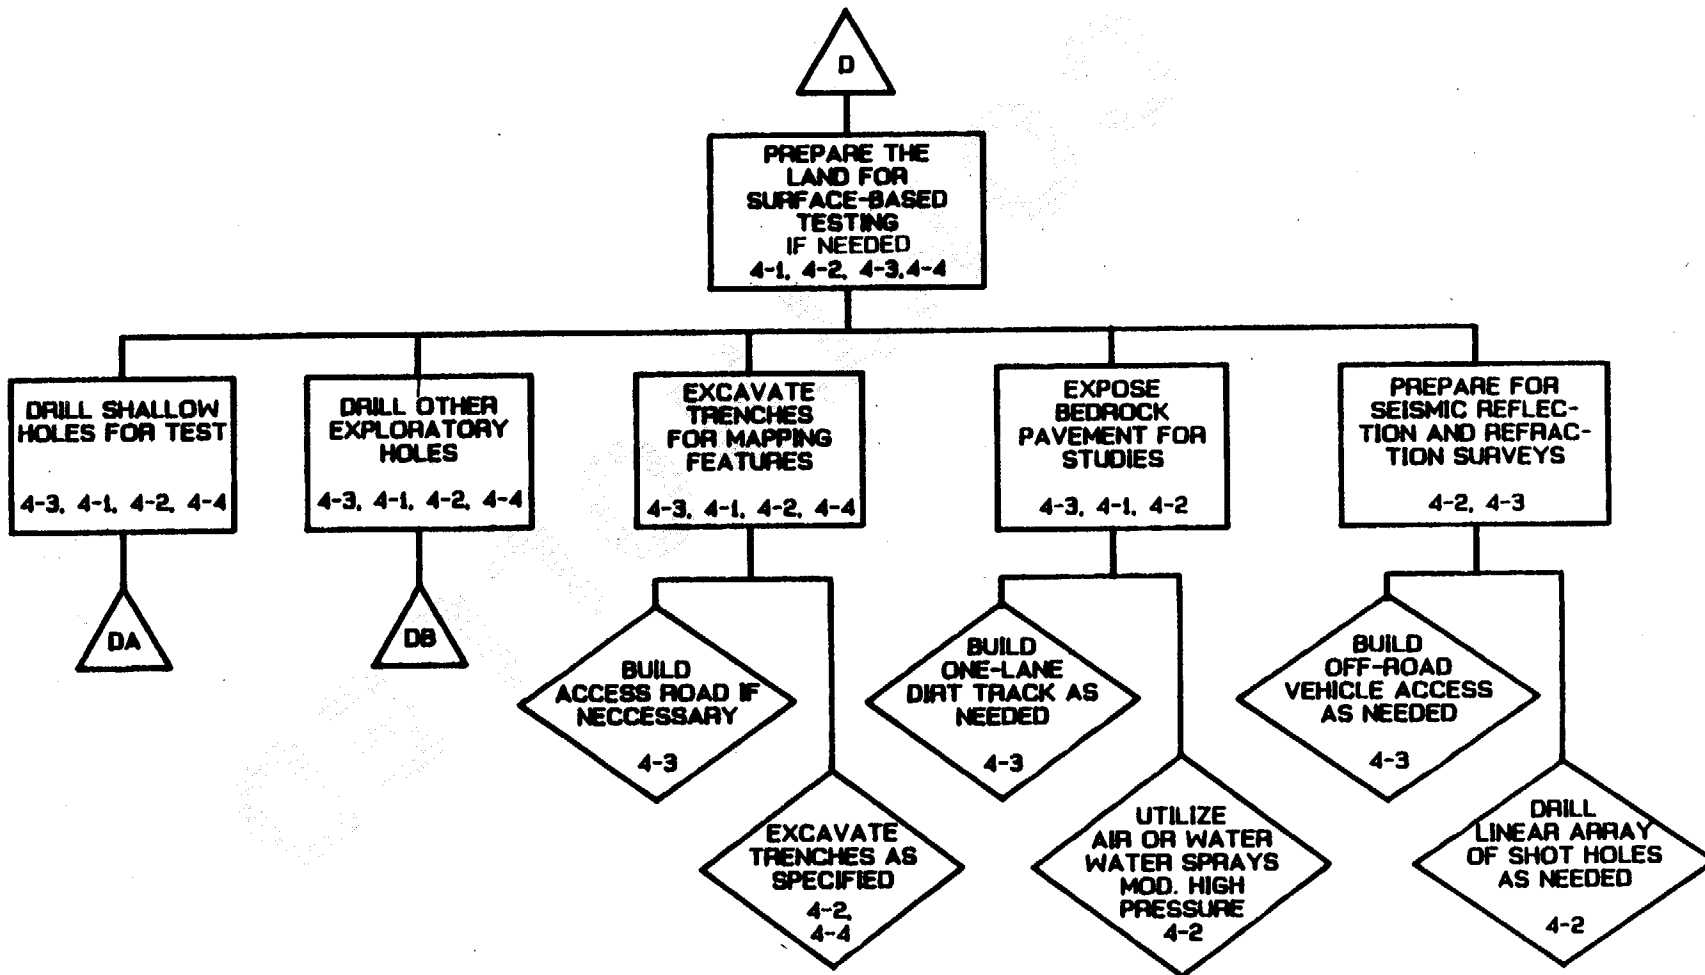 D
PREPARE THE
LAND FOR
SURFACE-BASED
TESTING
IF NEEDED
4-1, 4-2, 4-3,4-4
DRILL SHALLOW
HOLES FOR TEST
4-3, 4-1, 4-2, 4-4
DRILL OTHER
EXPLORATORY
HOLES
4-3, 4-1, 4-2, 4-4
EXCAVATE
TRENCHES
FOR MAPPING
FEATURES
4-3, 4-1, 4-2, 4-4
EXPOSE
BEDROCK
PAVEMENT FOR
STUDIES
4-3, 4-1, 4-2
PREPARE FOR
SEISMIC REFLEC-
TION AND REFRAC-
TION SURVEYS
4-2, 4-3
DA
DB
BUILD
ACCESS ROAD IF
NECCESSARY
4-3
EXCAVATE
TRENCHES AS
SPECIFIED
4-2,
4-4
BUILD
ONE-LANE
DIRT TRACK AS
NEEDED
4-3
UTILIZE
AIR OR WATER
WATER SPRAYS
MOD. HIGH
PRESSURE
4-2
BUILD
OFF-ROAD
VEHICLE ACCESS
AS NEEDED
4-3
DRILL
LINEAR ARRAY
OF SHOT HOLES
AS NEEDED
4-2